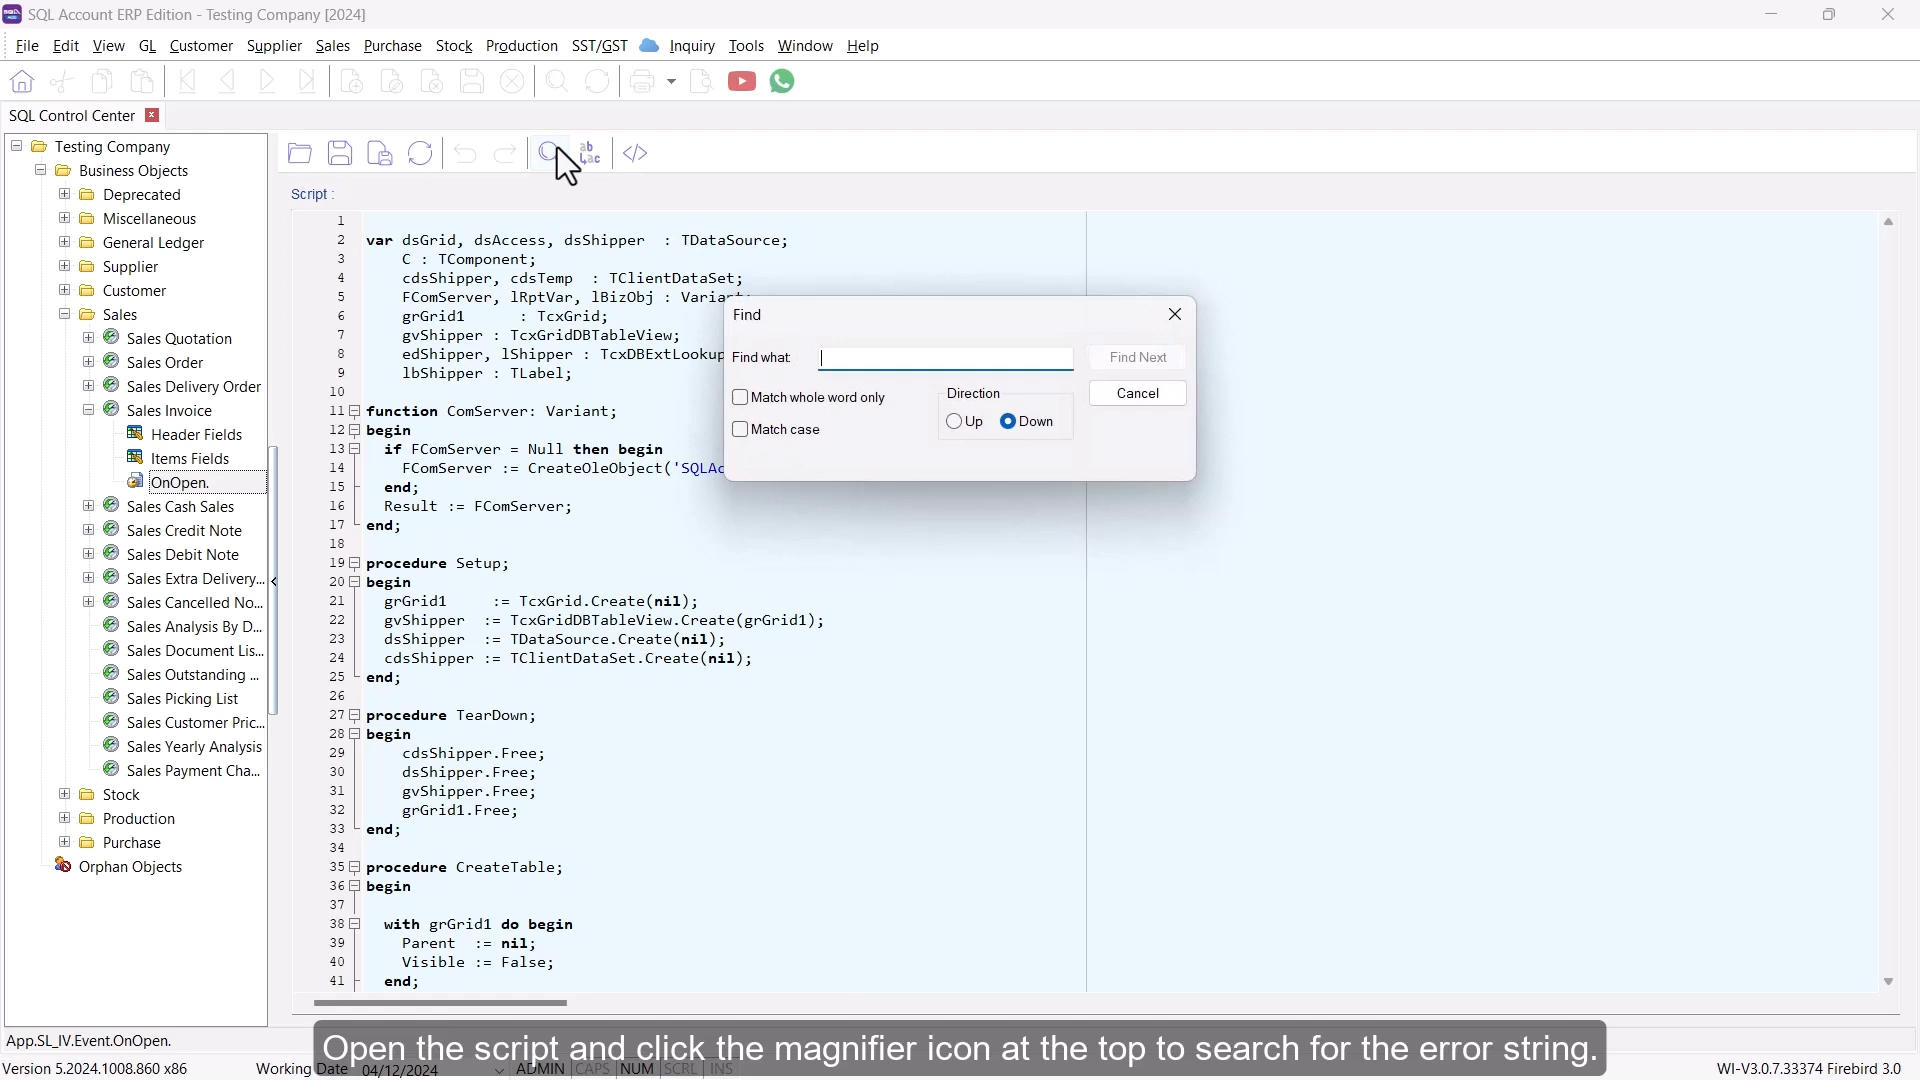 SQL Account ERP Edition - Testing Company [2024]
File Edit View GL Customer Supplier Sales Purchase Stock Production SST/GST Inquiry Tools Window Help
SQL Control Center
Testing Company
Business Objects
Deprecated
Miscellaneous
General Ledger
Supplier
Customer
Sales
Sales Quotation
Sales Order
Sales Delivery Order
Sales Invoice
Header Fields
Items Fields
OnOpen.
Sales Cash Sales
Sales Credit Note
Sales Debit Note
Sales Extra Delivery...
Sales Cancelled No...
Sales Analysis By D...
Sales Document Lis...
Sales Outstanding ...
Sales Picking List
Sales Customer Pric...
Sales Yearly Analysis
Sales Payment Cha...
Stock
Production
Purchase
Orphan Objects
Script :
1
2 var dsGrid, dsAccess, dsShipper : TDataSource;
3 C : TComponent;
4 cdsShipper, cdsTemp : TClientDataSet;
5 FComServer, lRptVar, lBizObj : Variant;
6 grGrid1 : TcxGrid;
7 gvShipper : TcxGridDBTableView;
8 edShipper, lShipper : TcxDBExtLookup
9 lbShipper : TLabel;
10
11 function ComServer: Variant;
12 begin
13 if FComServer = Null then begin
14 FComServer := CreateOleObject('SQLAc
15 end;
16 Result := FComServer;
17 end;
18
19 procedure Setup;
20 begin
21 grGrid1 := TcxGrid.Create(nil);
22 gvShipper := TcxGridDBTableView.Create(grGrid1);
23 dsShipper := TDataSource.Create(nil);
24 cdsShipper := TClientDataSet.Create(nil);
25 end;
26
27 procedure TearDown;
28 begin
29 cdsShipper.Free;
30 dsShipper.Free;
31 gvShipper.Free;
32 grGrid1.Free;
33 end;
34
35 procedure CreateTable;
36 begin
37
38 with grGrid1 do begin
39 Parent := nil;
40 Visible := False;
41 end;
Find
Find what:
Find Next
Match whole word only
Direction
Cancel
Up Down
Match case
App.SL_IV.Event.OnOpen.
Open the script and click the magnifier icon at the top to search for the error string.
Version 5.2024.1008.860 x86 Working Date 04/12/2024 ADMIN CAPS NUM SCRL INS WI-V3.0.7.33374 Firebird 3.0